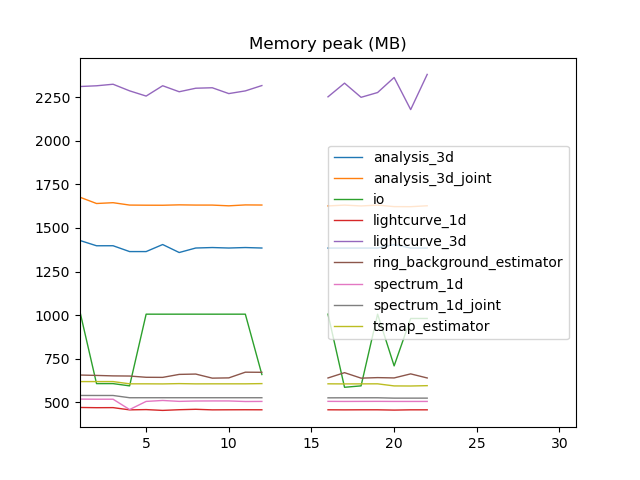 Memory peak (MB)
2250
2000
1750
1500
1250
1000
750
500
analysis_3d
analysis_3d_joint
io
lightcurve_1d
lightcurve_3d
ring_background_estimator
spectrum_1d
spectrum_1d_joint
tsmap_estimator
5 10 15 20 25 30